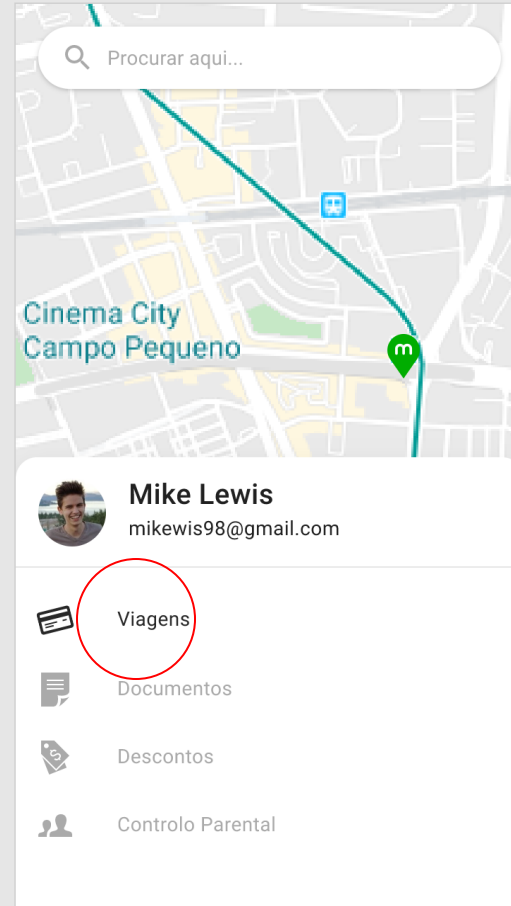 Procurar aqui...
Cinema City
Campo Pequeno
m
Mike Lewis
mikewis98@gmail.com
Viagens
Documentos
Descontos
Controlo Parental